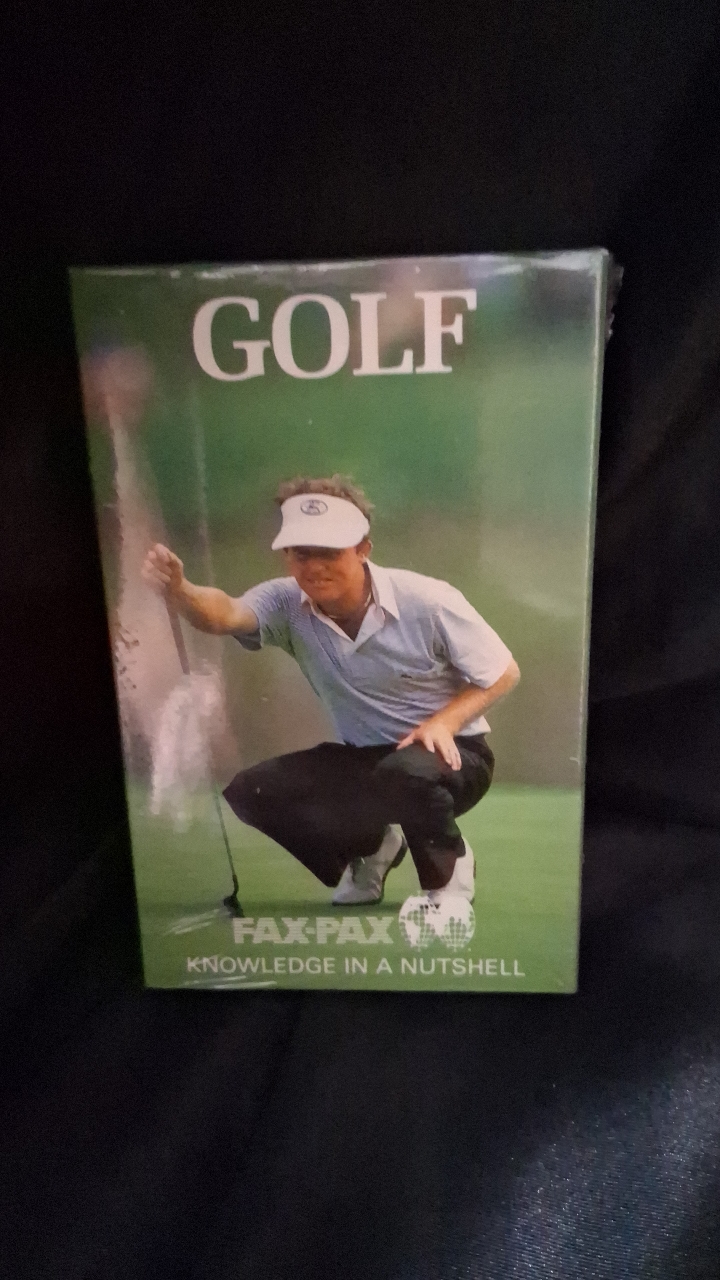 GOLF
FAX-PAX
KNOWLEDGE IN A NUTSHELL